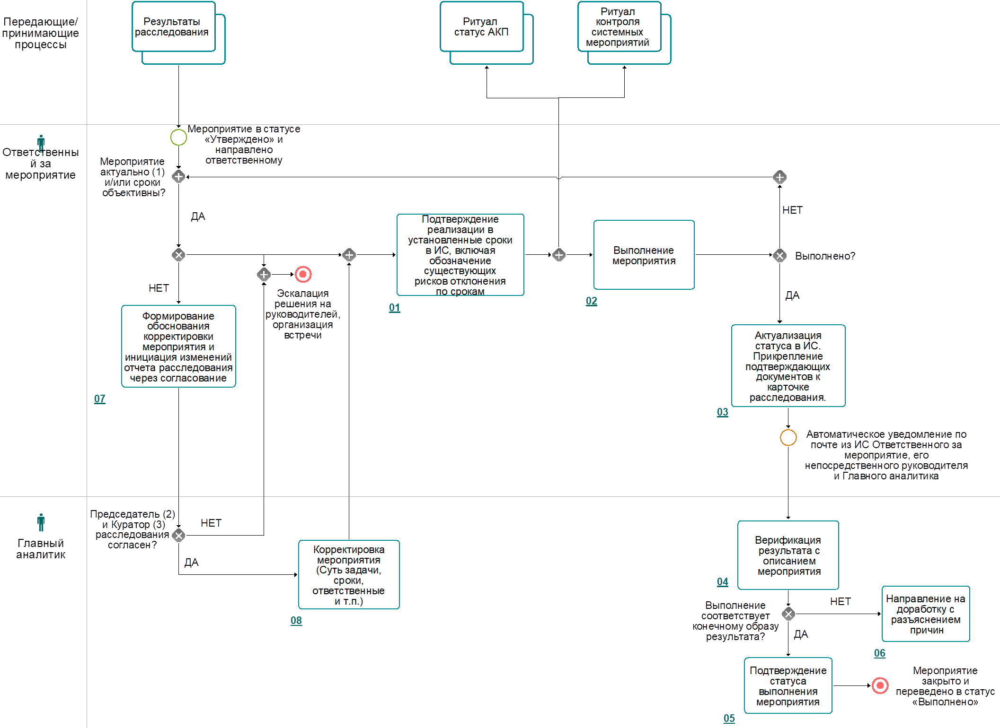 Передающие/
принимающие
процессы
Результаты
расследования
Ритуал
статус АКП
Ритуал
контроля
системных
мероприятий
Ответственны
й за
мероприятие
Мероприятие в статусе
«Утверждено» и
направлено
ответственному
Мероприятие
актуально (1)
и/или сроки
объективны?
ДА
НЕТ
Эскалация
решения на
руководителей,
организация
встречи
Подтверждение
реализации в
установленные сроки
в ИС, включая
обозначение
существующих
рисков отклонения
по срокам
01
Выполнение
мероприятия
02
НЕТ
Выполнено?
ДА
Формирование
обоснования
корректировки
мероприятия и
инициация изменений
отчета расследования
через согласование
07
Актуализация
статуса в ИС.
Прикрепление
подтверждающих
документов к
карточке
расследования.
03
Автоматическое уведомление по
почте из ИС Ответственного за
мероприятие, его
непосредственного руководителя
и Главного аналитика
Главный
аналитик
Председатель (2)
и Куратор (3)
расследования
согласен?
НЕТ
ДА
Корректировка
мероприятия
(Суть задачи,
сроки,
ответственные
и т.п.)
08
Верификация
результата с
описанием
мероприятия
04
Выполнение
соответствует
конечному образу
результата?
НЕТ
ДА
Направление на
доработку с
разъяснением
причин
06
Подтверждение
статуса
выполнения
мероприятия
05
Мероприятие
закрыто и
переведено в статус
«Выполнено»